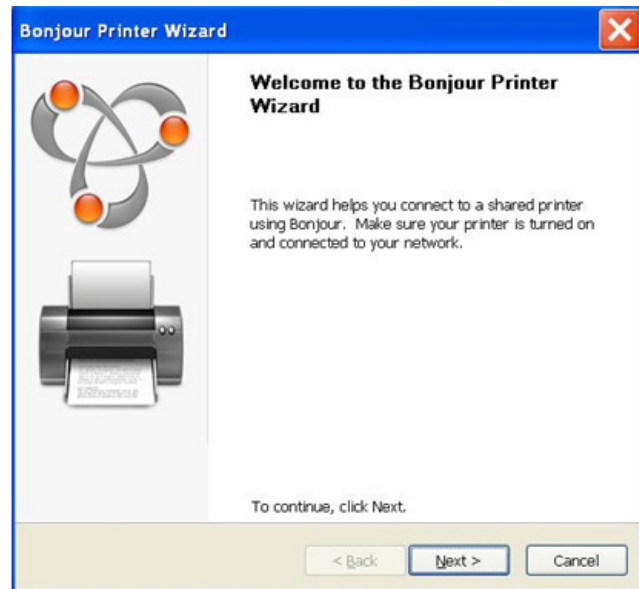 Bonjour Printer Wizard
Welcome to the Bonjour Printer
Wizard
This wizard helps you connect to a shared printer
using Bonjour. Make sure your printer is turned on
and connected to your network.
To continue, click Next.
< Back
Next >
Cancel